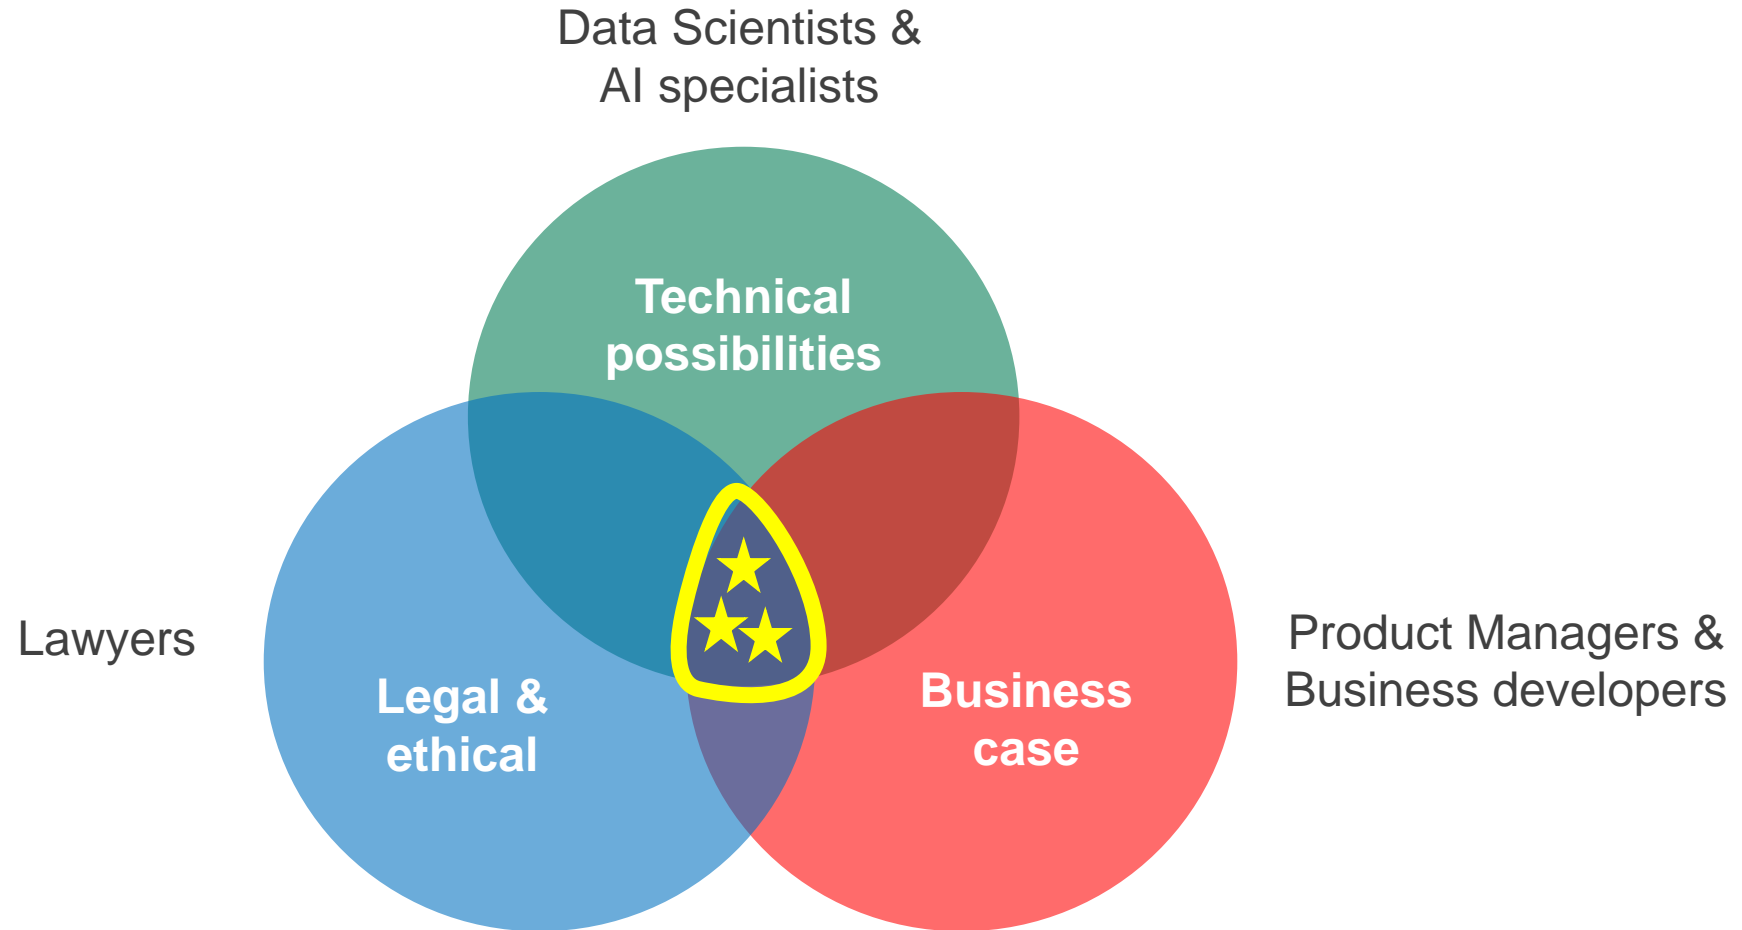 Data Scientists &
AI specialists
Technical
possibilities
Lawyers
Legal &
ethical
Business
case
Product Managers &
Business developers